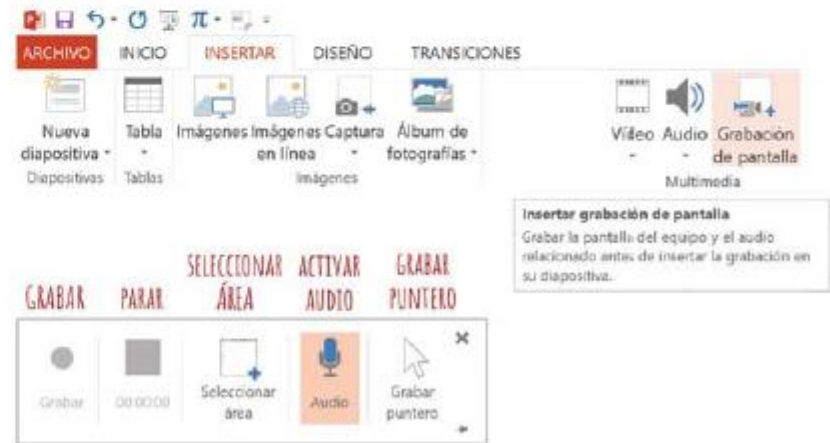 ARCHIVO INICIO INSERTAR DISEÑO TRANSICIONES
Nueva diapositiva
Tabla
Imágenes
Imágenes en línea
Captura
Álbum de fotografías
Vídeo
Audio
Grabación de pantalla
Diapositivas
Tablas
Imágenes
Multimedia
Insertar grabación de pantalla
Grabar la pantalla del equipo y el audio
relacionado antes de insertar la grabación en
su diapositiva.
GRABAR
PARAR
SELECCIONAR
ÁREA
ACTIVAR
AUDIO
GRABAR
PUNTERO
Grabar
00:00:00
Seleccionar
área
Audio
Grabar
puntero